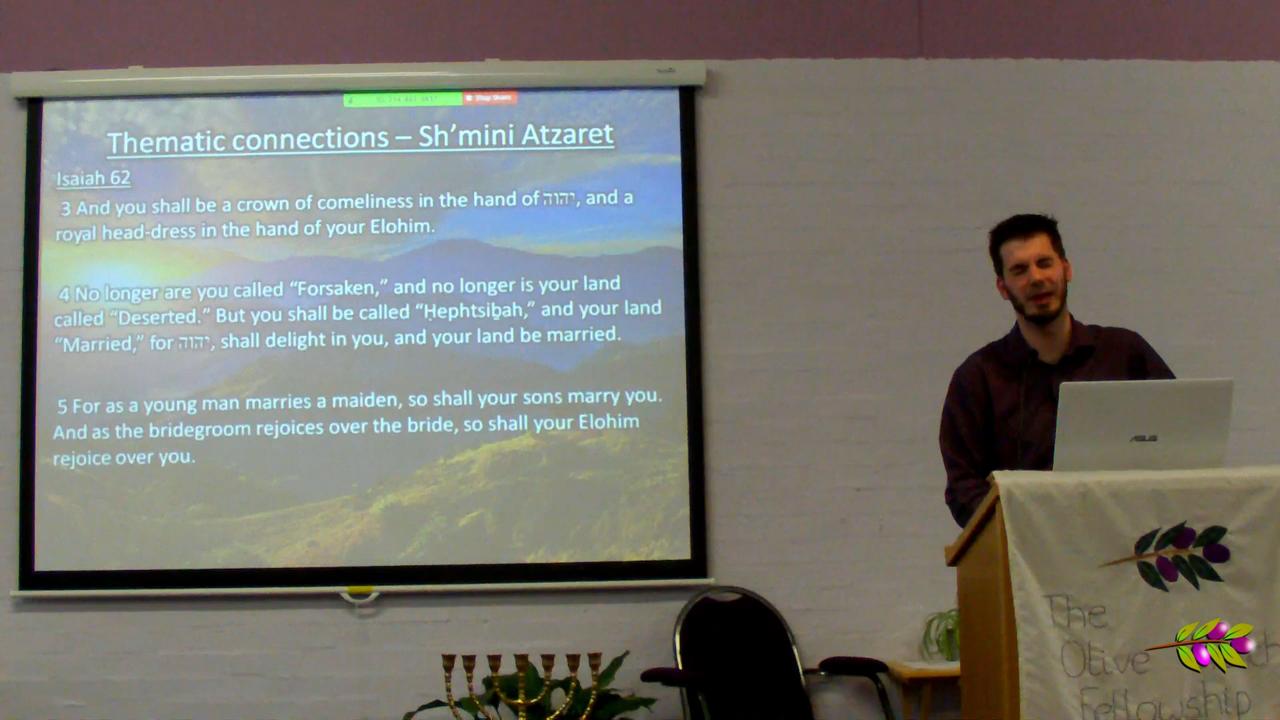 Thematic connections – Sh'mini Atzaret
Isaiah 62
3 And you shall be a crown of comeliness in the hand of יהוה, and a
royal head-dress in the hand of your Elohim.
4 No longer are you called "Forsaken," and no longer is your land
called "Deserted." But you shall be called "Ḥephtsiḇah," and your land
"Married," for יהוה, shall delight in you, and your land be married.
5 For as a young man marries a maiden, so shall your sons marry you.
And as the bridegroom rejoices over the bride, so shall your Elohim
rejoice over you.
Stop Share
ASUS
The
Olive
Fellowship